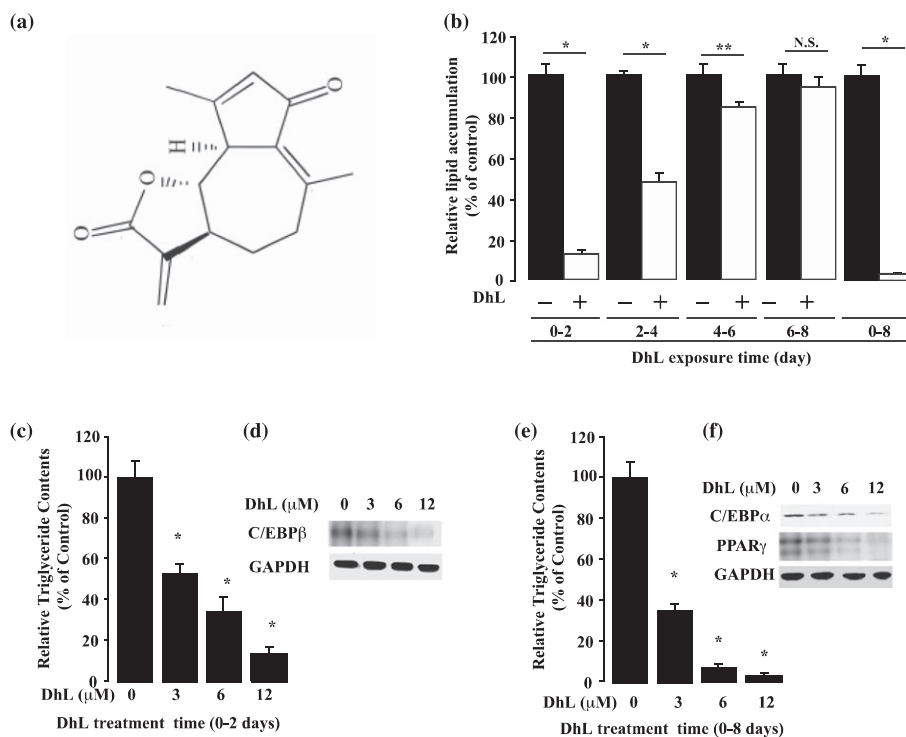 (a)
H
O
O
O
(b)
Relative lipid accumulation
(% of control)
120
100
80
60
40
20
0
* * ** N.S. *
DhL − + − + − + − + 
0-2 2-4 4-6 6-8 0-8
DhL exposure time (day)
(c)
Relative Triglyceride Contents
(% of Control)
120
100
80
60
40
20
0
* * *
DhL (μM) 0 3 6 12
DhL treatment time (0-2 days)
(d)
DhL (μM) 0 3 6 12
C/EBPβ
GAPDH
(e)
Relative Triglyceride Contents
(% of Control)
120
100
80
60
40
20
0
* * *
DhL (μM) 0 3 6 12
DhL treatment time (0-8 days)
(f)
DhL (μM) 0 3 6 12
C/EBPα
PPARγ
GAPDH